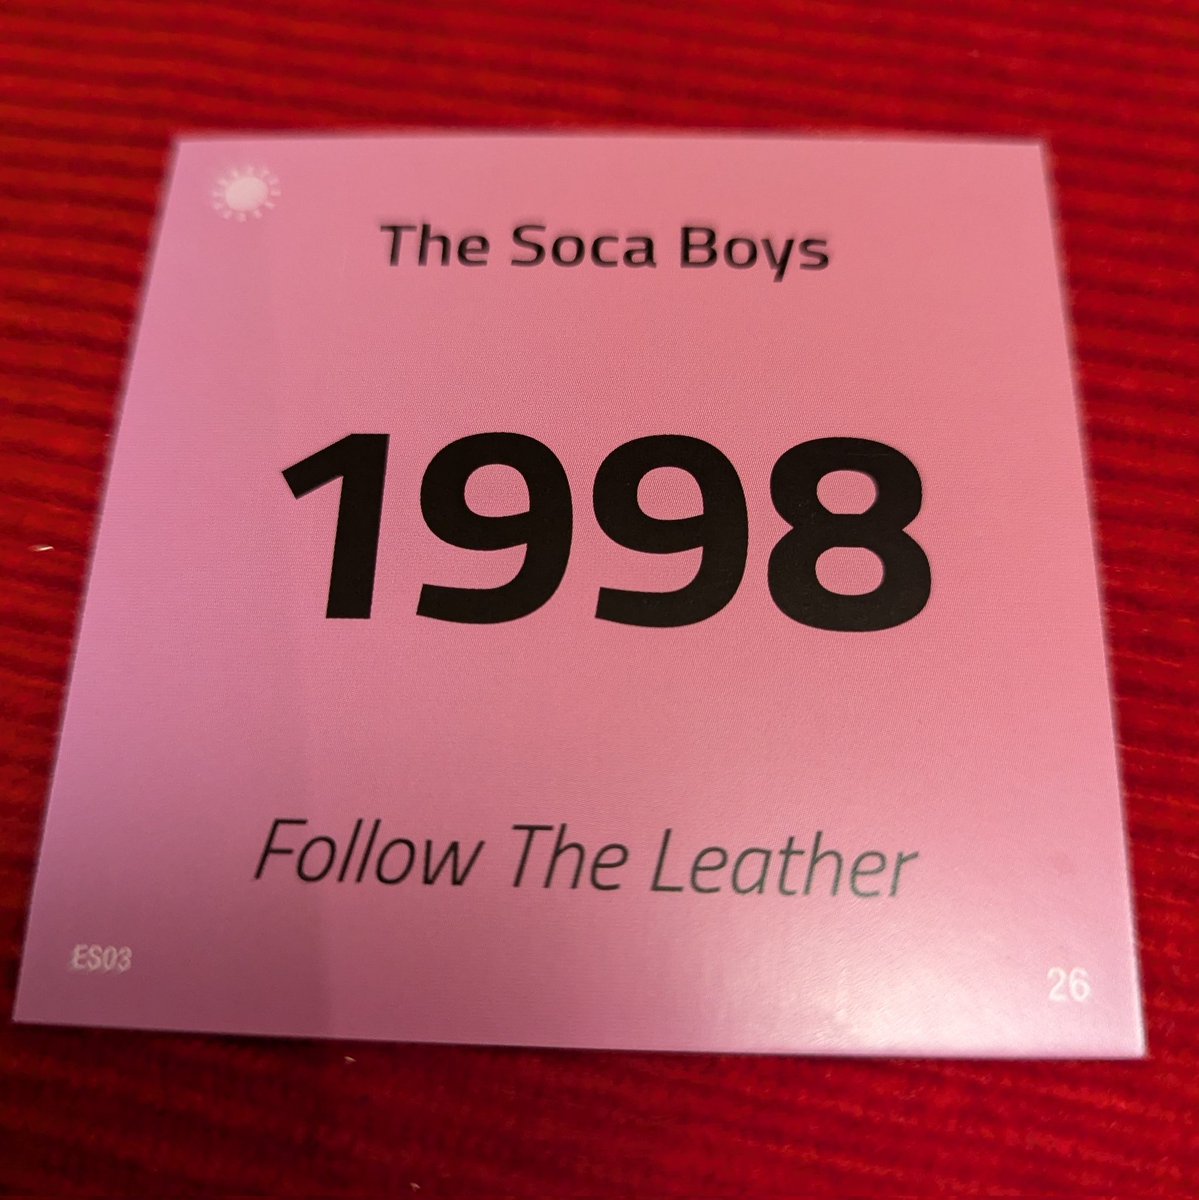 The Soca Boys
1998
Follow The Leather
ES03
26